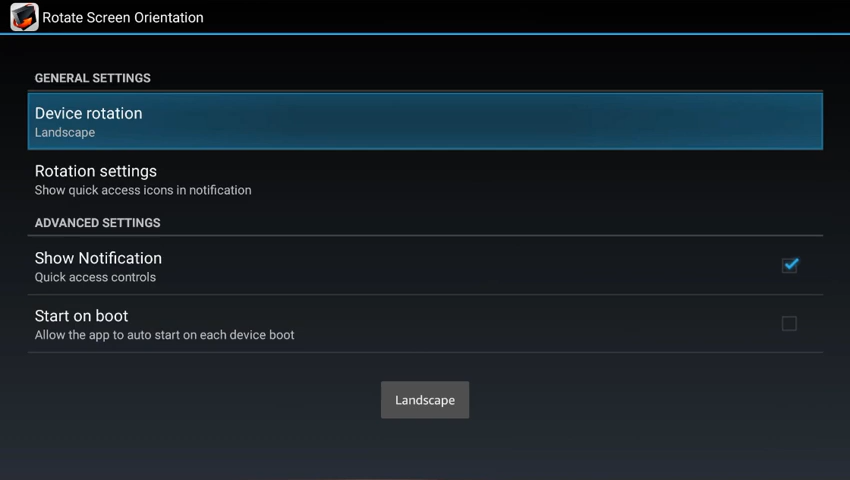 Rotate Screen Orientation
GENERAL SETTINGS
Device rotation
Landscape
Rotation settings
Show quick access icons in notification
ADVANCED SETTINGS
Show Notification
Quick access controls
Start on boot
Allow the app to auto start on each device boot
Landscape